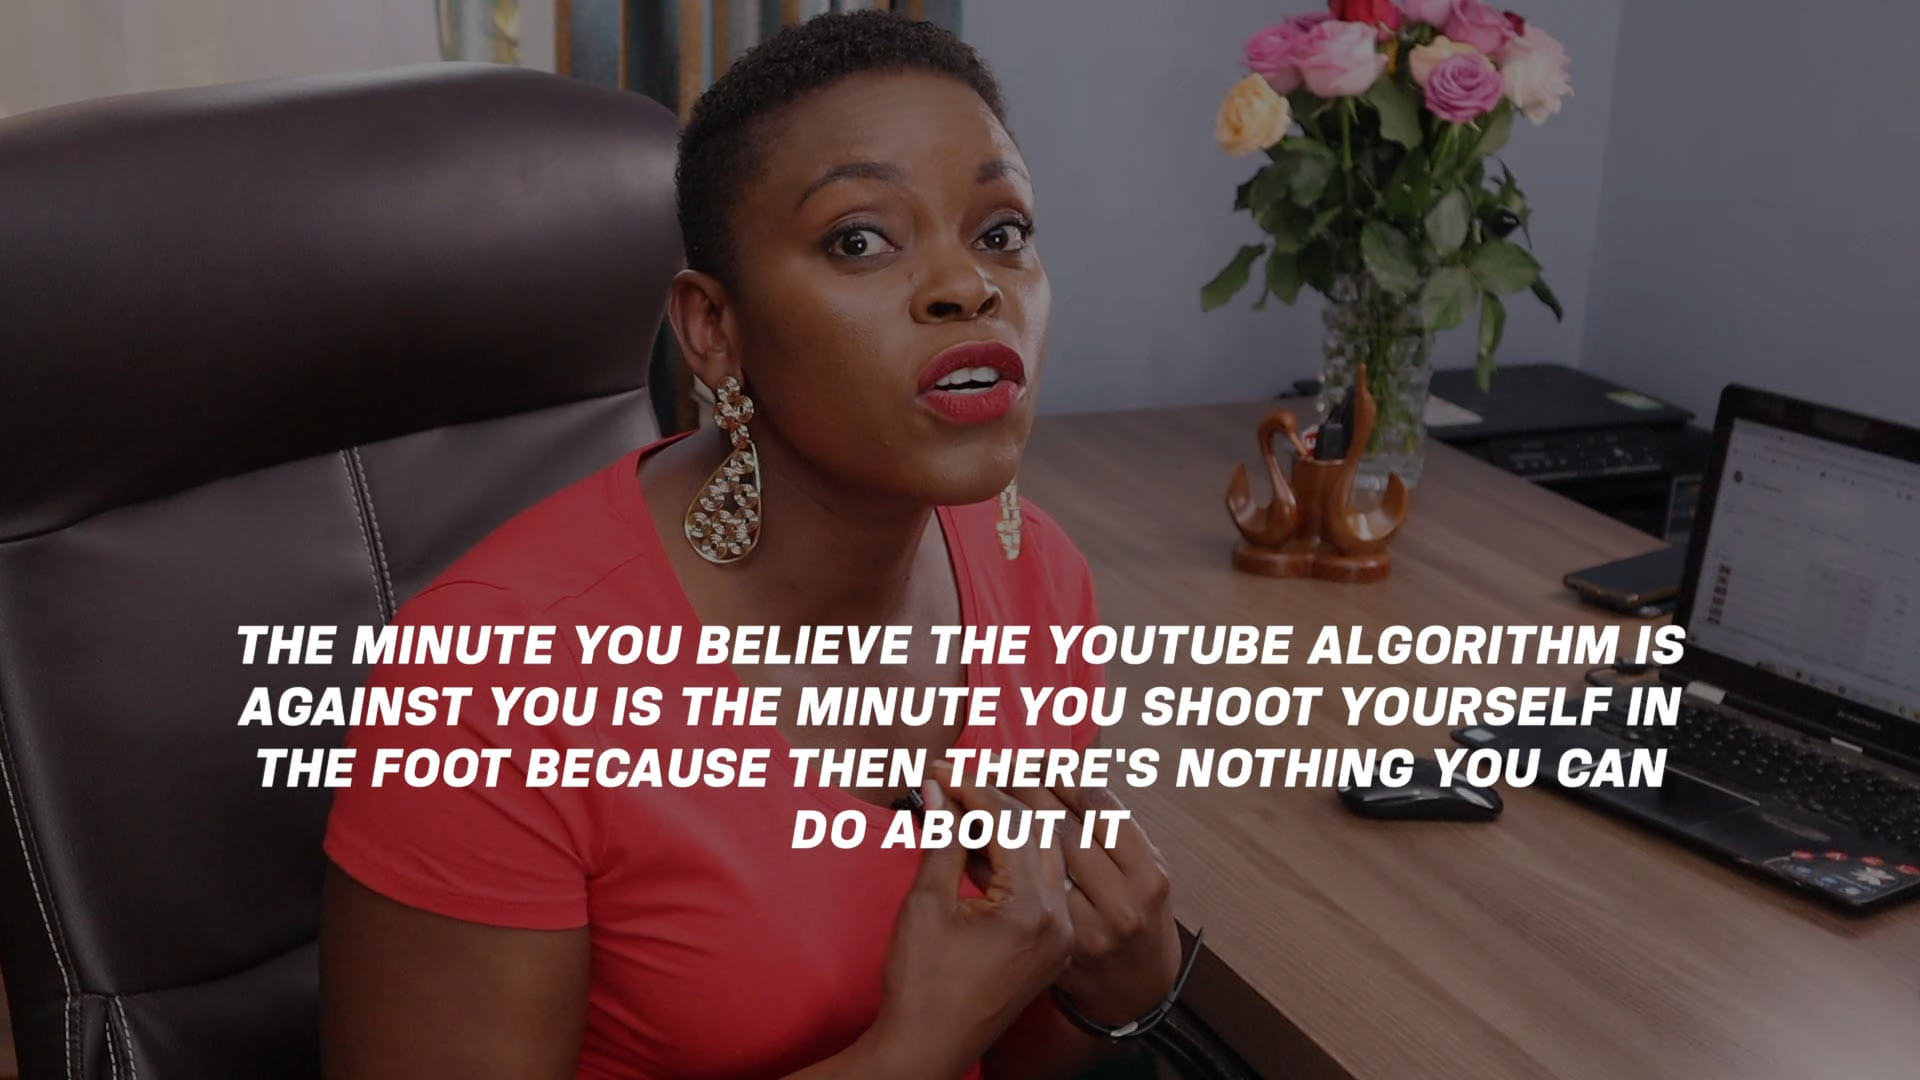 THE MINUTE YOU BELIEVE THE YOUTUBE ALGORITHM IS
AGAINST YOU IS THE MINUTE YOU SHOOT YOURSELF IN
THE FOOT BECAUSE THEN THERE'S NOTHING YOU CAN
DO ABOUT IT